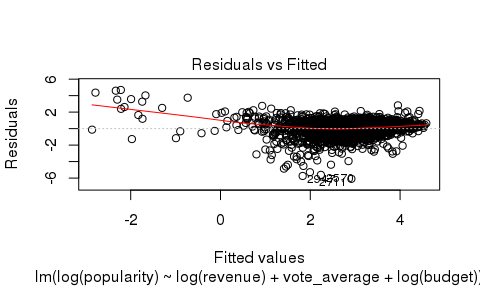 Residuals vs Fitted
Residuals
6
2
-2
-6
2711
-2
0
2
4
Fitted values
lm(log(popularity) ~ log(revenue) + vote_average + log(budget))